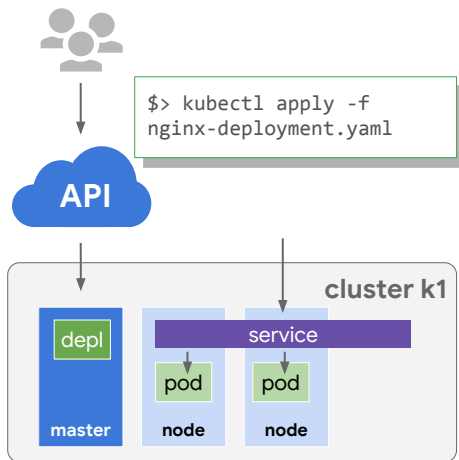 $> kubectl apply -f
nginx-deployment.yaml
API
cluster k1
depl
service
pod
pod
master
node
node